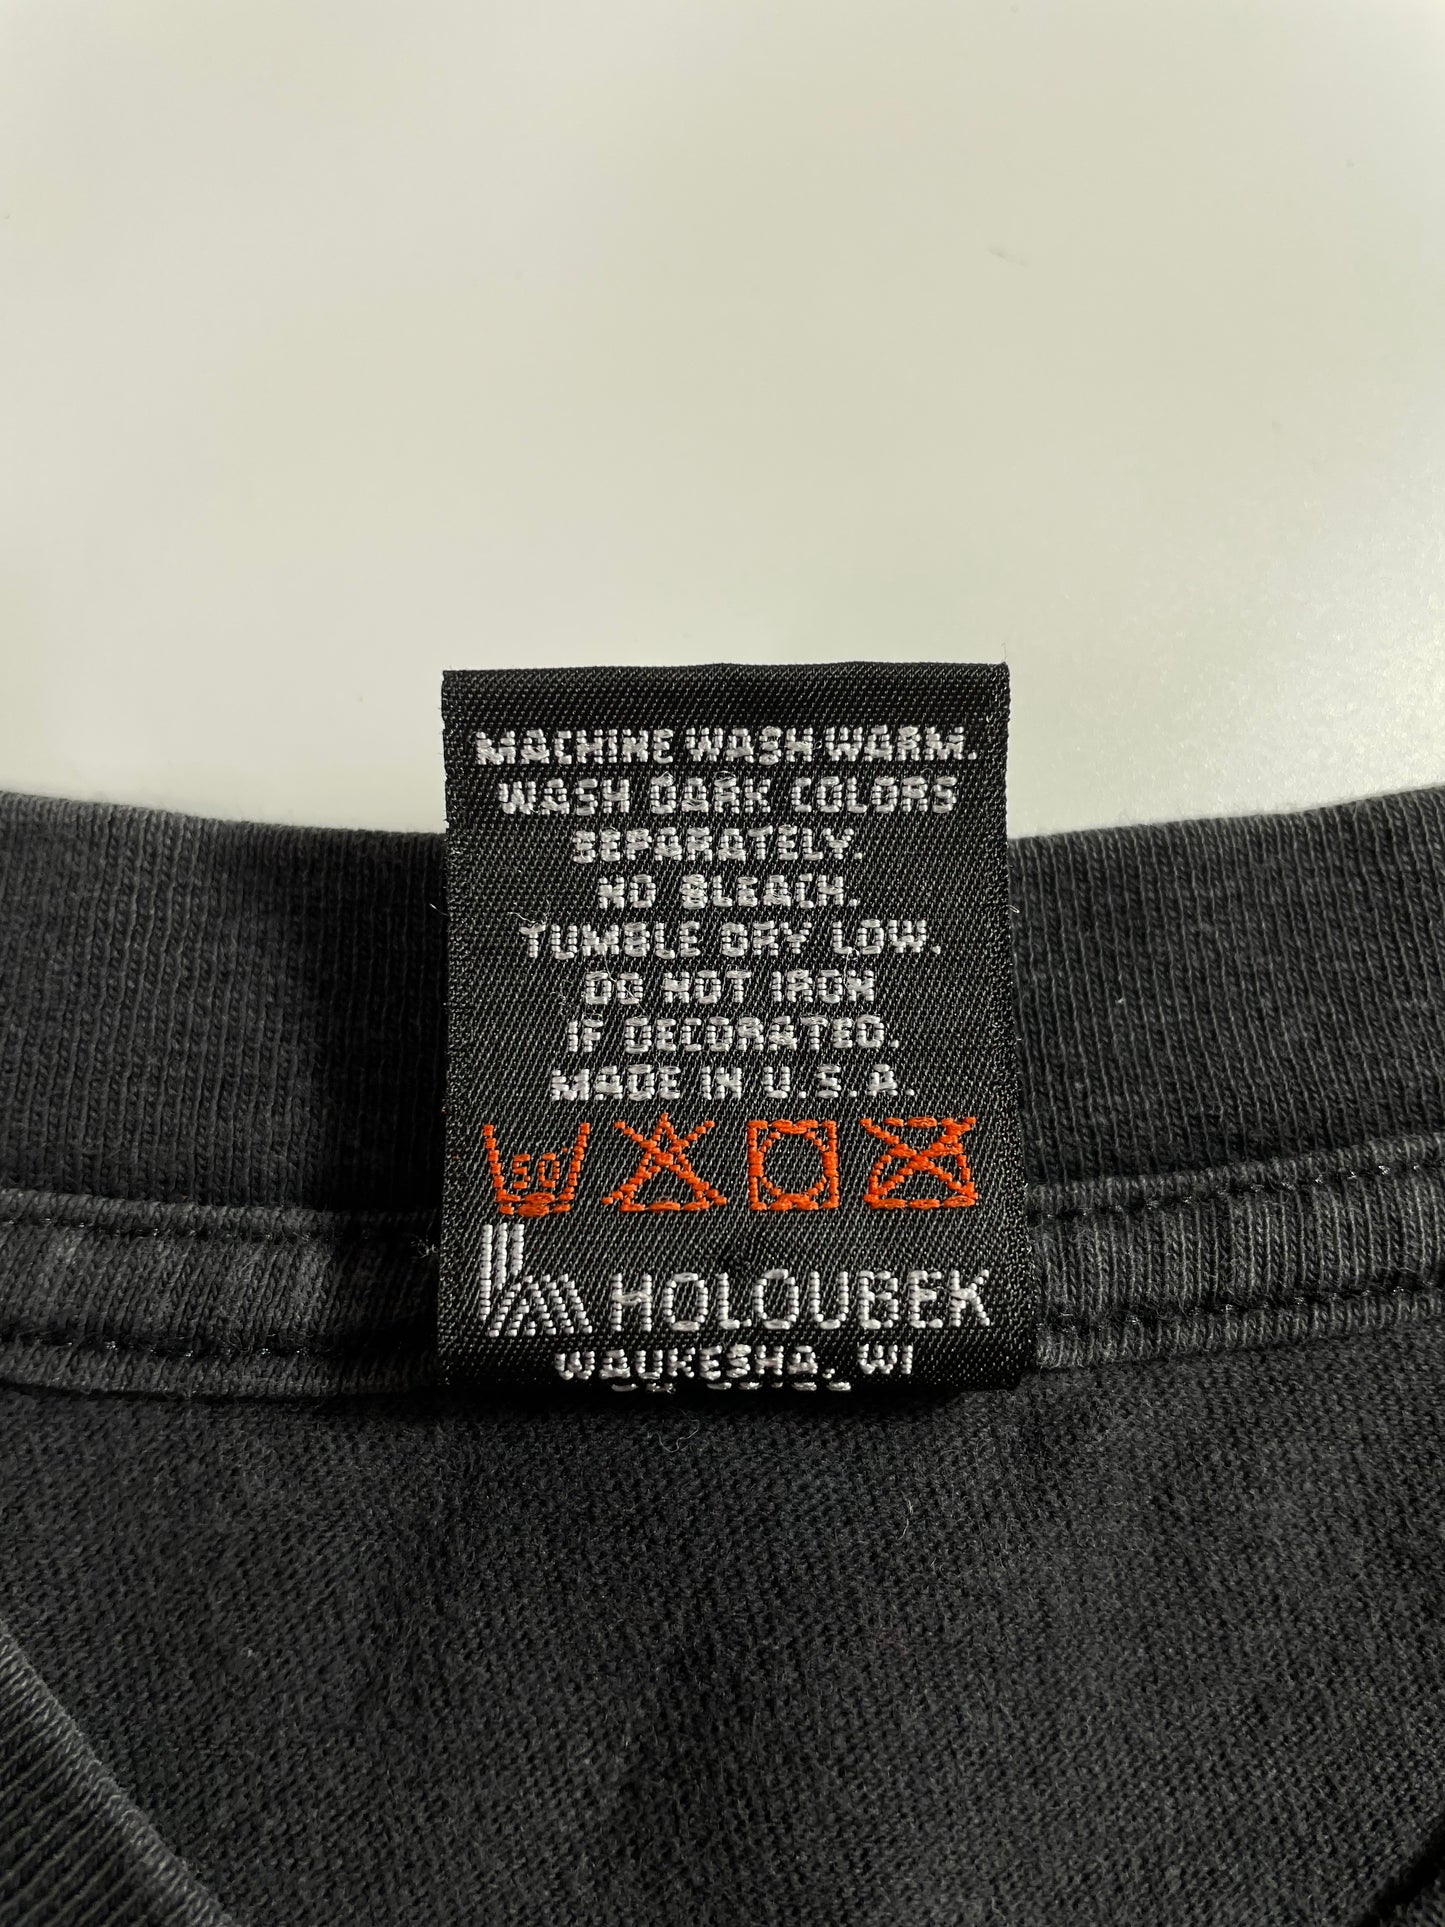 MACHINE WASH WARM.
WASH DARK COLORS
SEPARATELY.
NO BLEACH.
TUMBLE DRY LOW.
DO NOT IRON
IF DECORATED.
MADE IN U.S.A.
50°
HOLOUBEK
WAUKESHA, WI